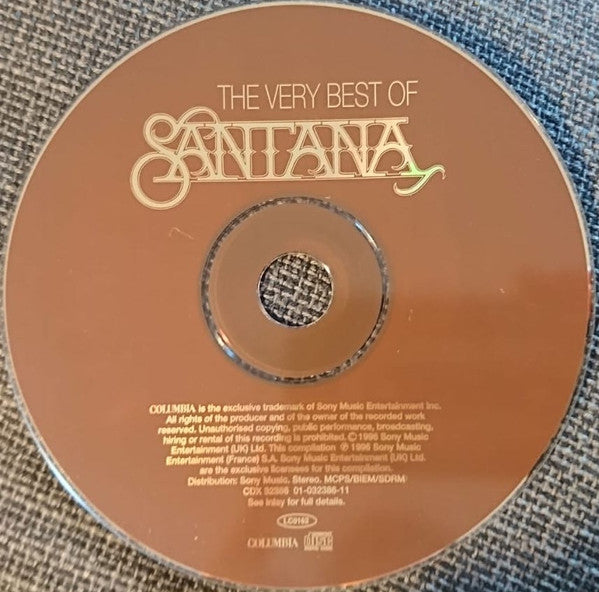 THE VERY BEST OF
SANTANA
COLUMBIA is the exclusive trademark of Sony Music Entertainment Inc.
All rights of the producer and of the owner of the recorded work
reserved. Unauthorised copying, public performance, broadcasting,
hiring or rental of this recording is prohibited. ©1996 Sony Music
Entertainment (UK) Ltd. This compilation ℗ 1996 Sony Music
Entertainment (France) S.A. Sony Music Entertainment (UK) Ltd.
are the exclusive licensees for this compilation.
Distribution: Sony Music. Stereo. MCPS/BIEM/SDRM
CDX 32386 01-032386-11
See inlay for full details.
LC0162
COLUMBIA disc